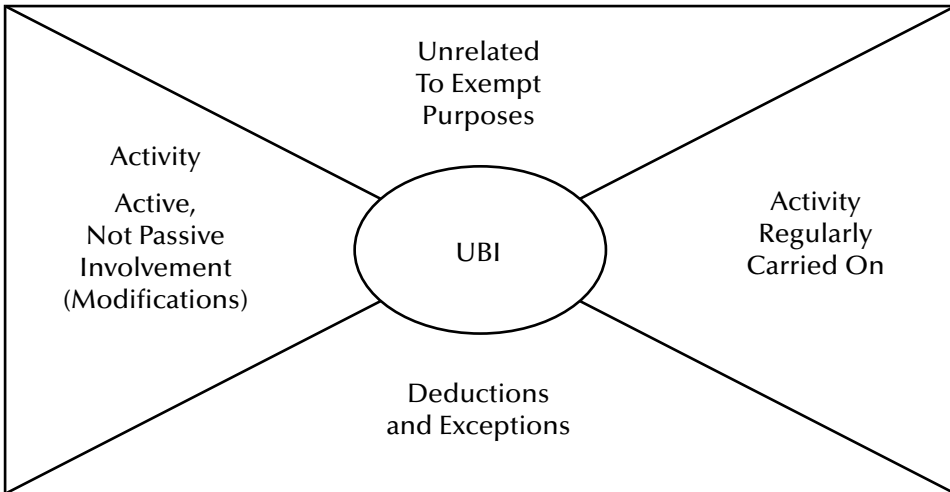 Unrelated
To Exempt
Purposes
Activity
Active,
Not Passive
Involvement
(Modifications)
UBI
Activity
Regularly
Carried On
Deductions
and Exceptions